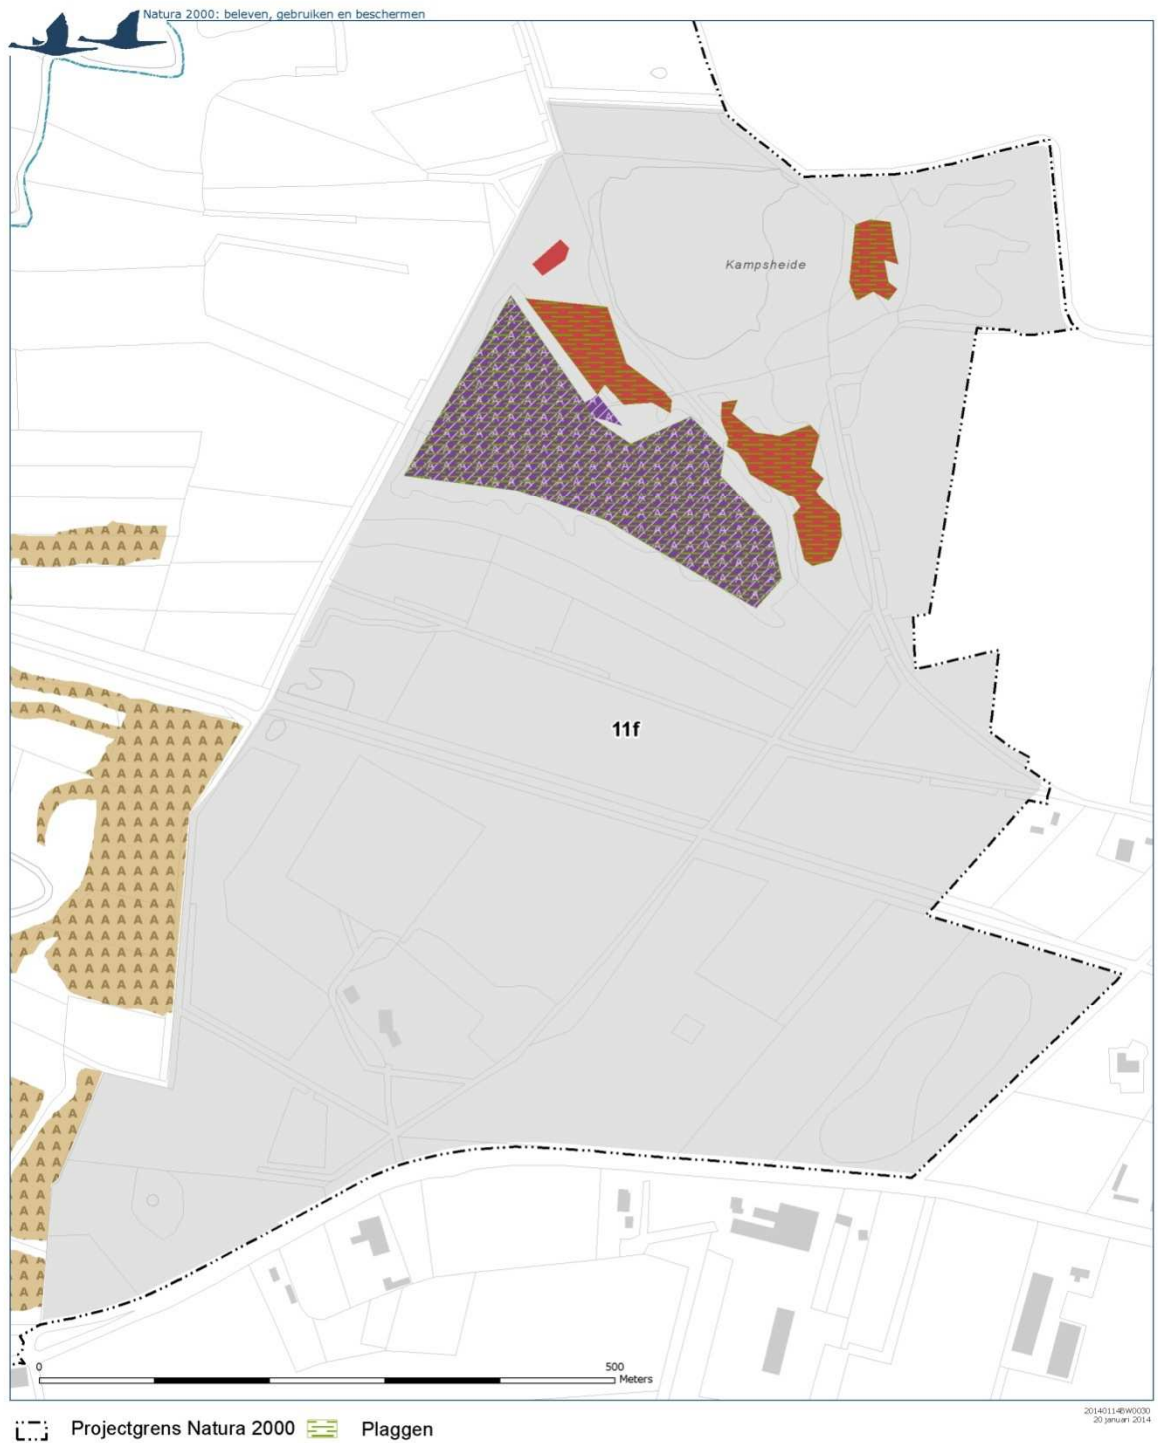 Natura 2000: beleven, gebruiken en beschermen
Kampsheide
11f
0
500
Meters
20140114BW0030
20 januari 2014
Projectgrens Natura 2000
Plaggen